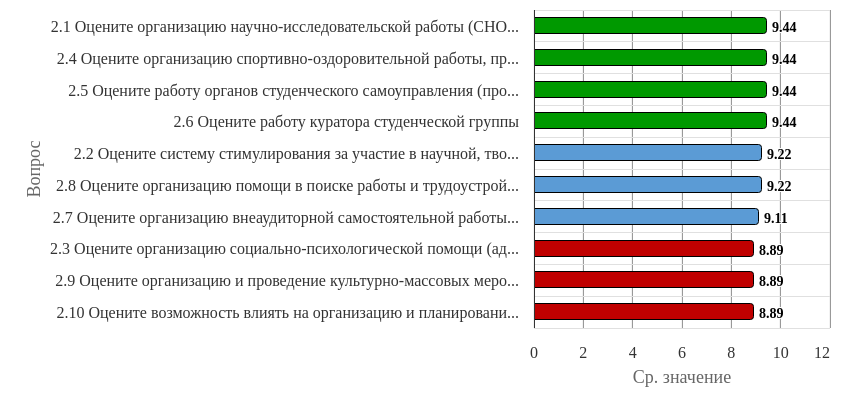 2.1 Оцените организацию научно-исследовательской работы (СНО... 9.44
2.4 Оцените организацию спортивно-оздоровительной работы, пр... 9.44
2.5 Оцените работу органов студенческого самоуправления (про... 9.44
2.6 Оцените работу куратора студенческой группы 9.44
2.2 Оцените систему стимулирования за участие в научной, тво... 9.22
2.8 Оцените организацию помощи в поиске работы и трудоустрой... 9.22
2.7 Оцените организацию внеаудиторной самостоятельной работы... 9.11
2.3 Оцените организацию социально-психологической помощи (ад... 8.89
2.9 Оцените организацию и проведение культурно-массовых меро... 8.89
2.10 Оцените возможность влиять на организацию и планировани... 8.89
Вопрос
0 2 4 6 8 10 12
Ср. значение